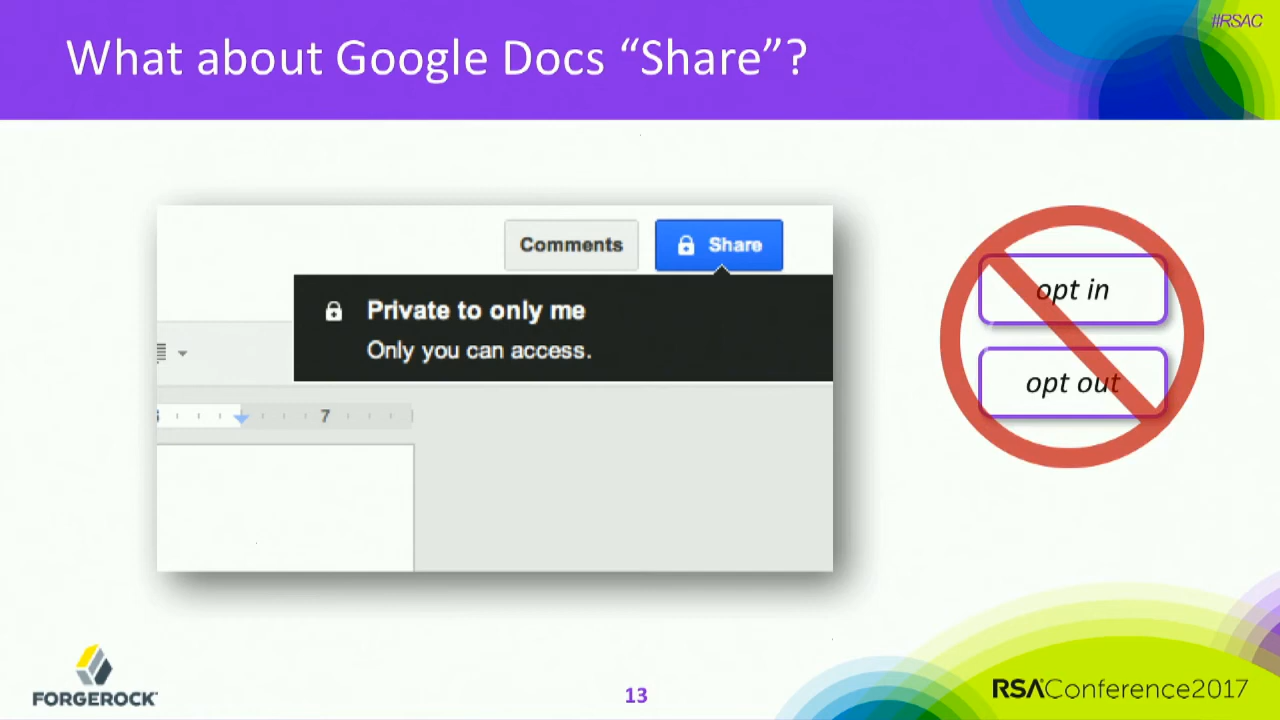 #RSAC
What about Google Docs “Share”?
Comments
Share
Private to only me
Only you can access.
7
opt in
opt out
FORGEROCK
13
RSAConference2017